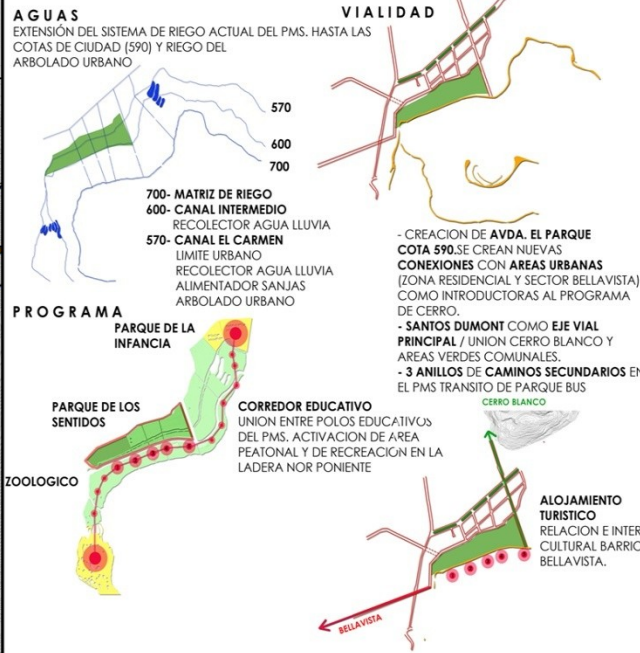 AGUAS
EXTENSIÓN DEL SISTEMA DE RIEGO ACTUAL DEL PMS. HASTA LAS
COTAS DE CIUDAD (590) Y RIEGO DEL
ARBOLADO URBANO
570
600
700
700- MATRIZ DE RIEGO
600- CANAL INTERMEDIO
RECOLECTOR AGUA LLUVIA
570- CANAL EL CARMEN
LIMITE URBANO
RECOLECTOR AGUA LLUVIA
ALIMENTADOR SANJAS
ARBOLADO URBANO
VIALIDAD
- CREACION DE AVDA. EL PARQUE
COTA 590.SE CREAN NUEVAS
CONEXIONES CON AREAS URBANAS
(ZONA RESIDENCIAL Y SECTOR BELLAVISTA)
COMO INTRODUCTORAS AL PROGRAMA
DE CERRO.
- SANTOS DUMONT COMO EJE VIAL
PRINCIPAL / UNION CERRO BLANCO Y
AREAS VERDES COMUNALES.
- 3 ANILLOS DE CAMINOS SECUNDARIOS EN
EL PMS TRANSITO DE PARQUE BUS
PROGRAMA
PARQUE DE LA
INFANCIA
PARQUE DE LOS
SENTIDOS
ZOOLOGICO
CORREDOR EDUCATIVO
UNION ENTRE POLOS EDUCATIVOS
DEL PMS. ACTIVACION DE AREA
PEATONAL Y DE RECREACION EN LA
LADERA NOR PONIENTE
CERRO BLANCO
BELLAVISTA
ALOJAMIENTO
TURISTICO
RELACION E INTER
CULTURAL BARRIO
BELLAVISTA.